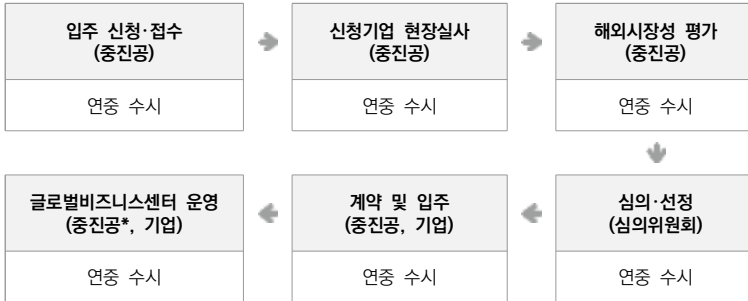 입주 신청·접수
(중진공)
연중 수시
신청기업 현장실사
(중진공)
연중 수시
해외시장성 평가
(중진공)
연중 수시
심의·선정
(심의위원회)
연중 수시
계약 및 입주
(중진공, 기업)
연중 수시
글로벌비즈니스센터 운영
(중진공*, 기업)
연중 수시